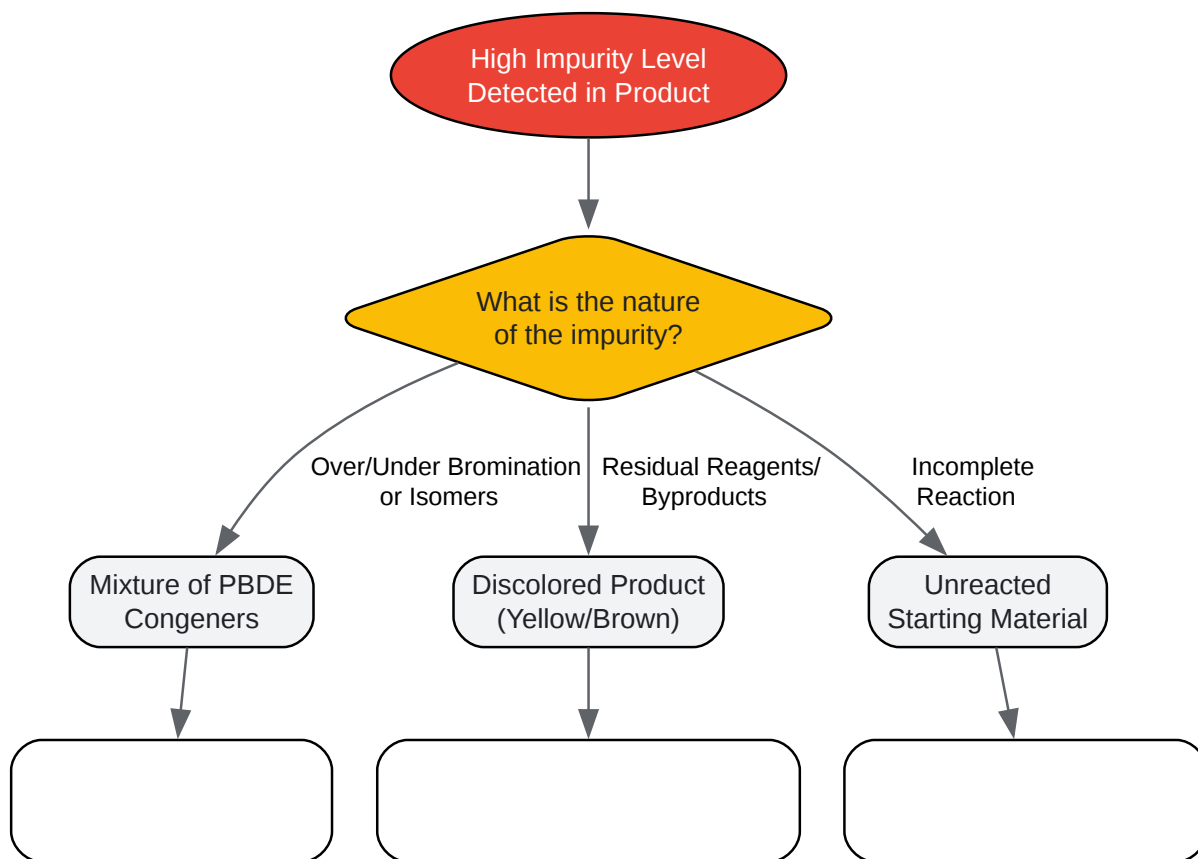 High Impurity Level
Detected in Product
What is the nature
of the impurity?
Over/Under Bromination
or Isomers
Residual Reagents/
Byproducts
Incomplete
Reaction
Mixture of PBDE
Congeners
Discolored Product
(Yellow/Brown)
Unreacted
Starting Material